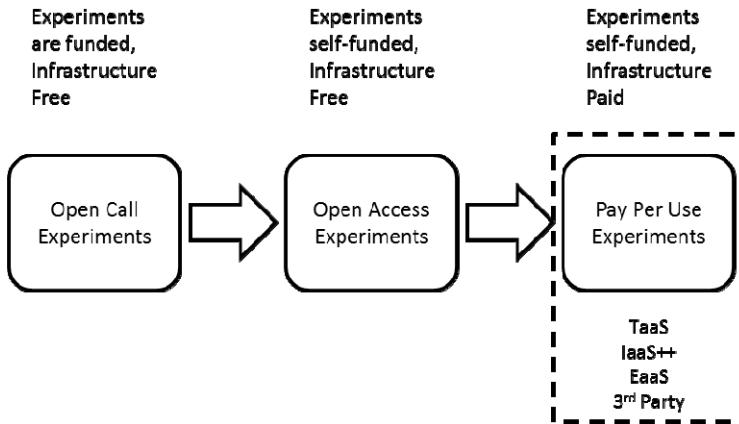 Experiments
are funded,
Infrastructure
Free
Experiments
self-funded,
Infrastructure
Free
Experiments
self-funded,
Infrastructure
Paid
Open Call
Experiments
Open Access
Experiments
Pay Per Use
Experiments
TaaS
IaaS++
EaaS
3rd Party